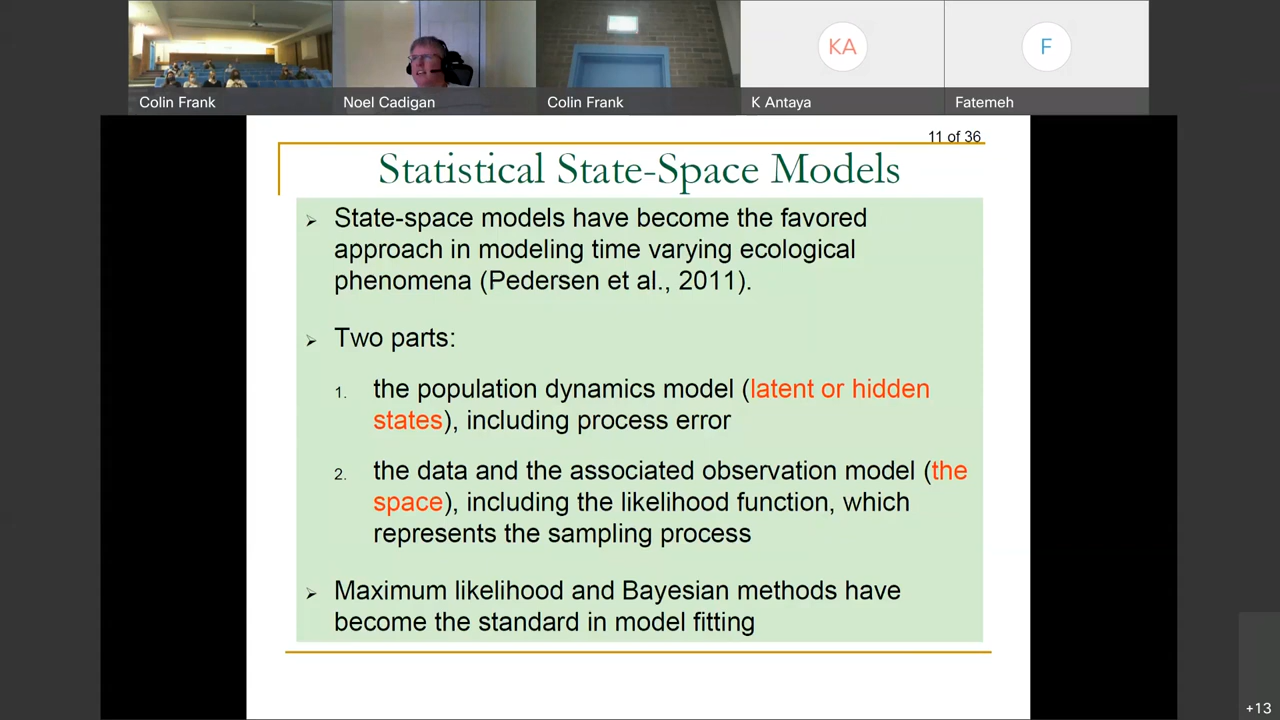 KA
F
Colin Frank
Noel Cadigan
Colin Frank
K Antaya
Fatemeh
11 of 36
Statistical State-Space Models
State-space models have become the favored
approach in modeling time varying ecological
phenomena (Pedersen et al., 2011).
Two parts:
1. the population dynamics model (latent or hidden
states), including process error
2. the data and the associated observation model (the
space), including the likelihood function, which
represents the sampling process
Maximum likelihood and Bayesian methods have
become the standard in model fitting
+13